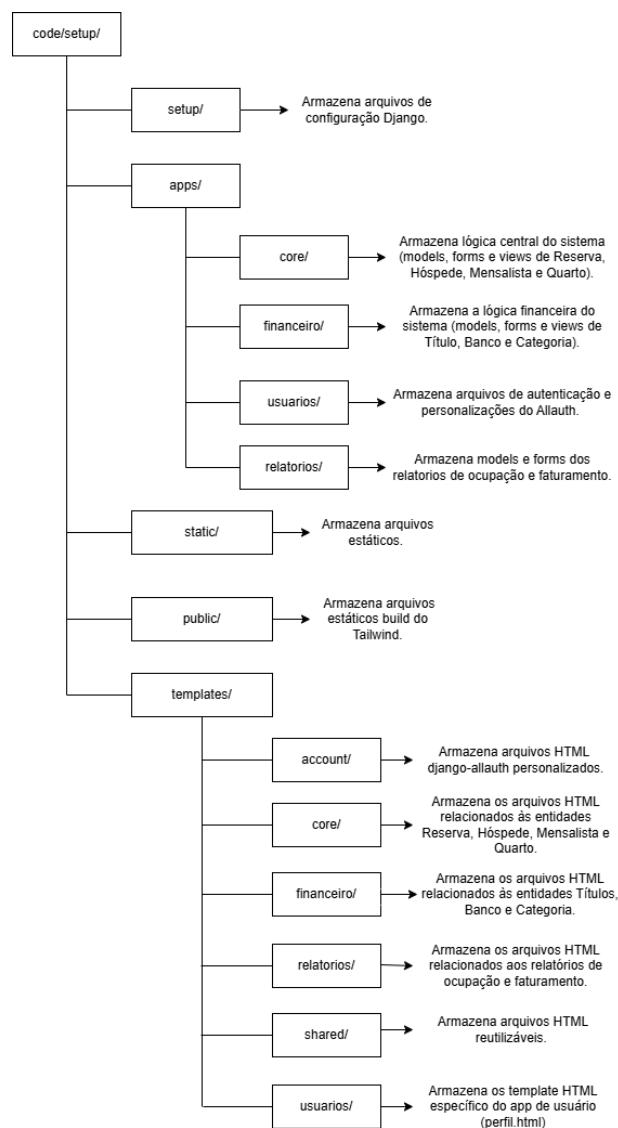 code/setup/
setup/
Armazena arquivos de
configuração Django.
apps/
core/
Armazena lógica central do sistema
(models, forms e views de Reserva,
Hóspede, Mensalista e Quarto).
financeiro/
Armazena a lógica financeira do
sistema (models, forms e views de
Título, Banco e Categoria).
usuarios/
Armazena arquivos de autenticação e
personalizações do Allauth.
relatorios/
Armazena models e forms dos
relatorios de ocupação e faturamento.
static/
Armazena arquivos
estáticos.
public/
Armazena arquivos
estáticos build do
Tailwind.
templates/
account/
Armazena arquivos HTML
django-allauth personalizados.
core/
Armazena os arquivos HTML
relacionados às entidades
Reserva, Hóspede, Mensalista e
Quarto.
financeiro/
Armazena os arquivos HTML
relacionados às entidades Títulos,
Banco e Categoria.
relatorios/
Armazena os arquivos HTML
relacionados aos relatórios de
ocupação e faturamento.
shared/
Armazena arquivos HTML
reutilizáveis.
usuarios/
Armazena os template HTML
específico do app de usuário
(perfil.html)